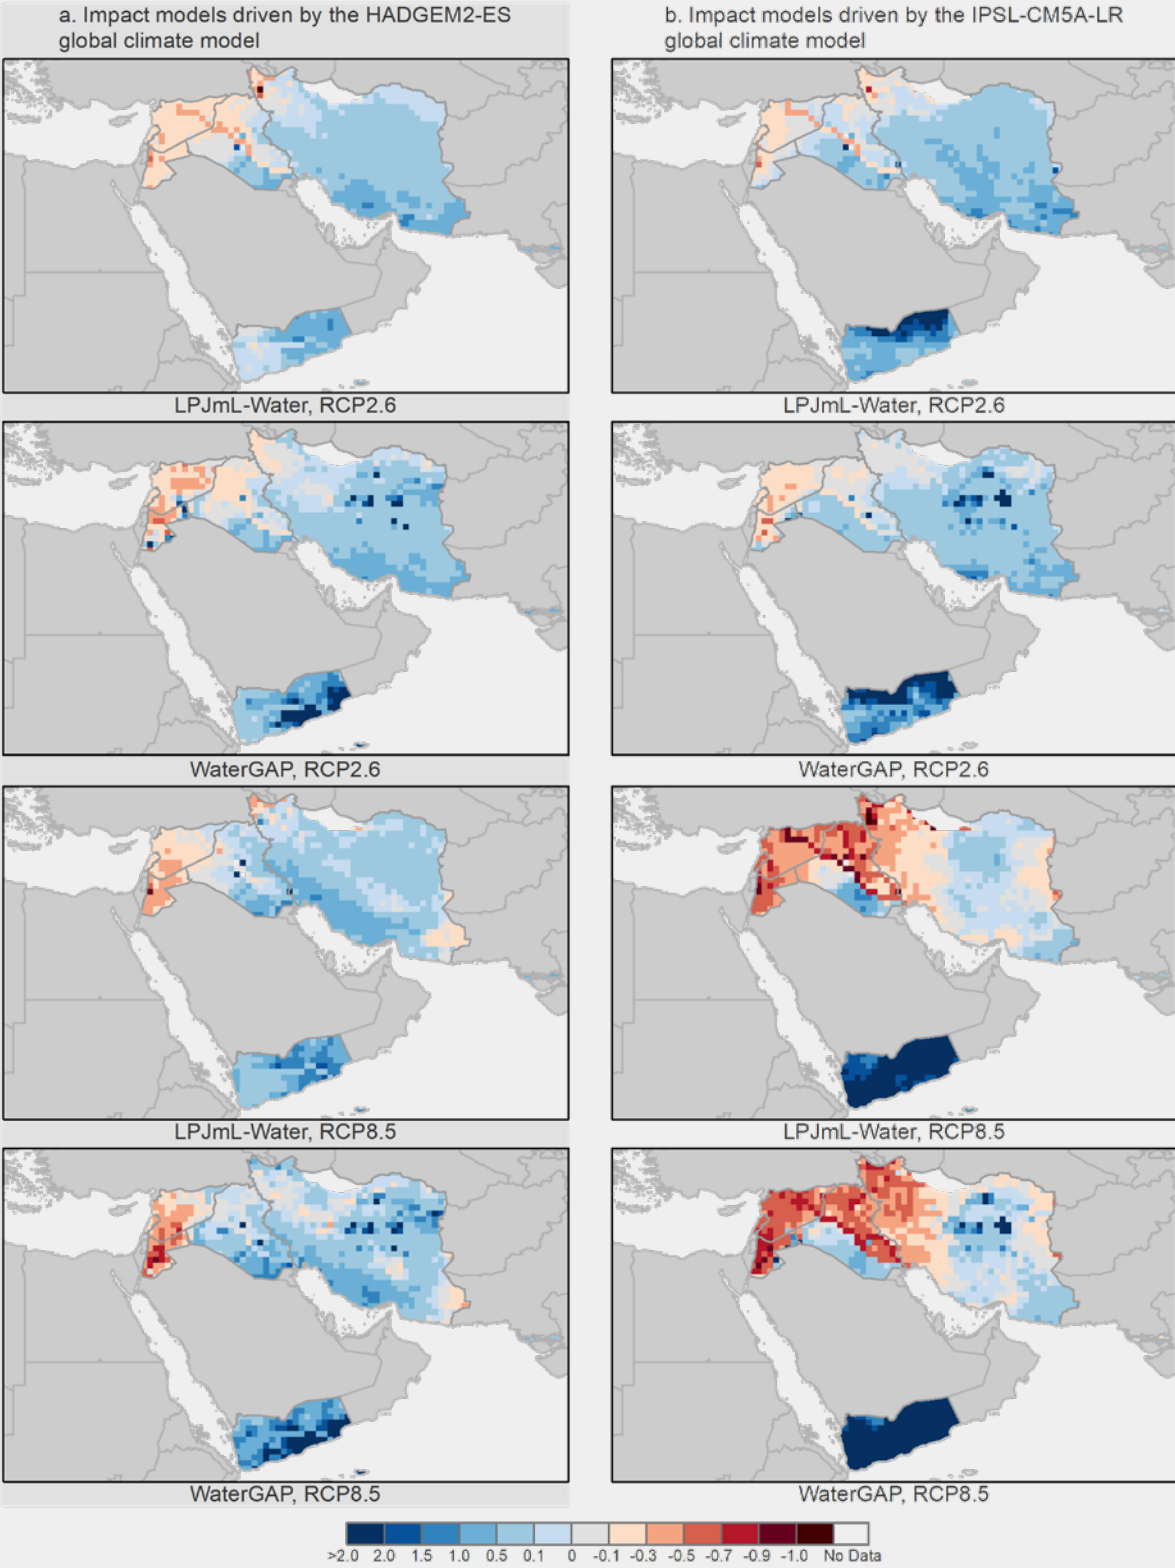 a. Impact models driven by the HADGEM2-ES
global climate model
b. Impact models driven by the IPSL-CM5A-LR
global climate model
LPJmL-Water, RCP2.6
LPJmL-Water, RCP2.6
WaterGAP, RCP2.6
WaterGAP, RCP2.6
LPJmL-Water, RCP8.5
LPJmL-Water, RCP8.5
WaterGAP, RCP8.5
WaterGAP, RCP8.5
>2.0 2.0 1.5 1.0 0.5 0.1 0 -0.1 -0.3 -0.5 -0.7 -0.9 -1.0 No Data